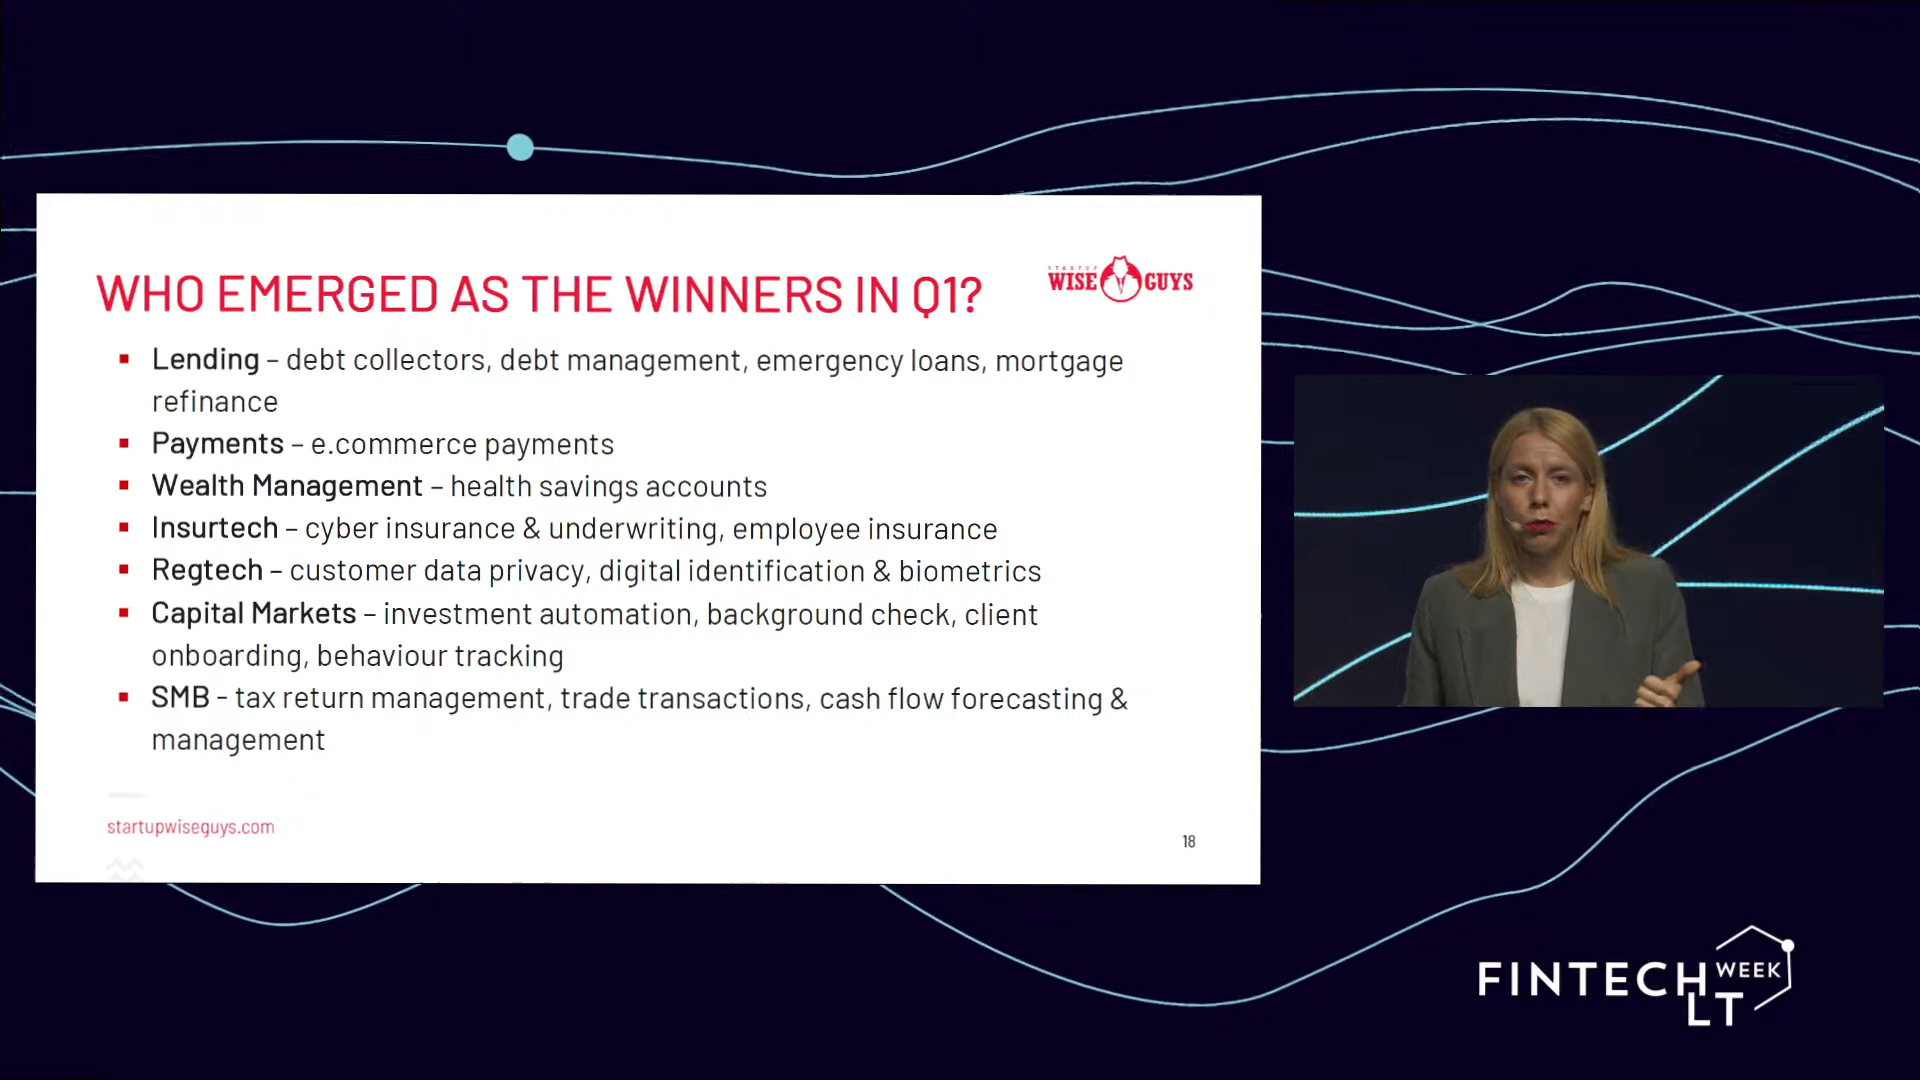 WHO EMERGED AS THE WINNERS IN Q1?
STARTUP
WISE GUYS
▪ Lending – debt collectors, debt management, emergency loans, mortgage
refinance
▪ Payments – e.commerce payments
▪ Wealth Management – health savings accounts
▪ Insurtech – cyber insurance & underwriting, employee insurance
▪ Regtech – customer data privacy, digital identification & biometrics
▪ Capital Markets – investment automation, background check, client
onboarding, behaviour tracking
▪ SMB - tax return management, trade transactions, cash flow forecasting &
management
startupwiseguys.com
18
FINTECH WEEK
LT